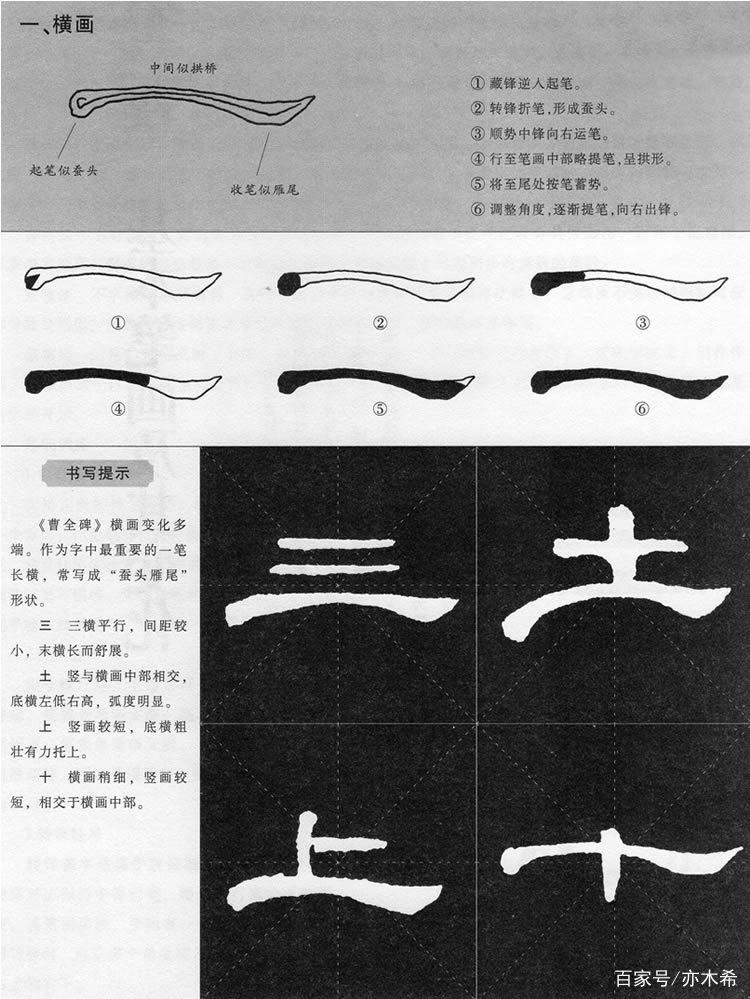 一、横画
中间似拱桥
起笔似蚕头
收笔似雁尾
① 藏锋逆人起笔。
② 转锋折笔,形成蚕头。
③ 顺势中锋向右运笔。
④ 行至笔画中部略提笔,呈拱形。
⑤ 将至尾处按笔蓄势。
⑥ 调整角度,逐渐提笔,向右出锋。
① ② ③
④ ⑤ ⑥
书写提示
《曹全碑》横画变化多
端。作为字中最重要的一笔
长横，常写成“蚕头雁尾”
形状。
三 三横平行，间距较
小，末横长而舒展。
土 竖与横画中部相交，
底横左低右高，弧度明显。
上 竖画较短，底横粗
壮有力托上。
十 横画稍细，竖画较
短，相交于横画中部。
三 土
上 十
百家号/亦木希